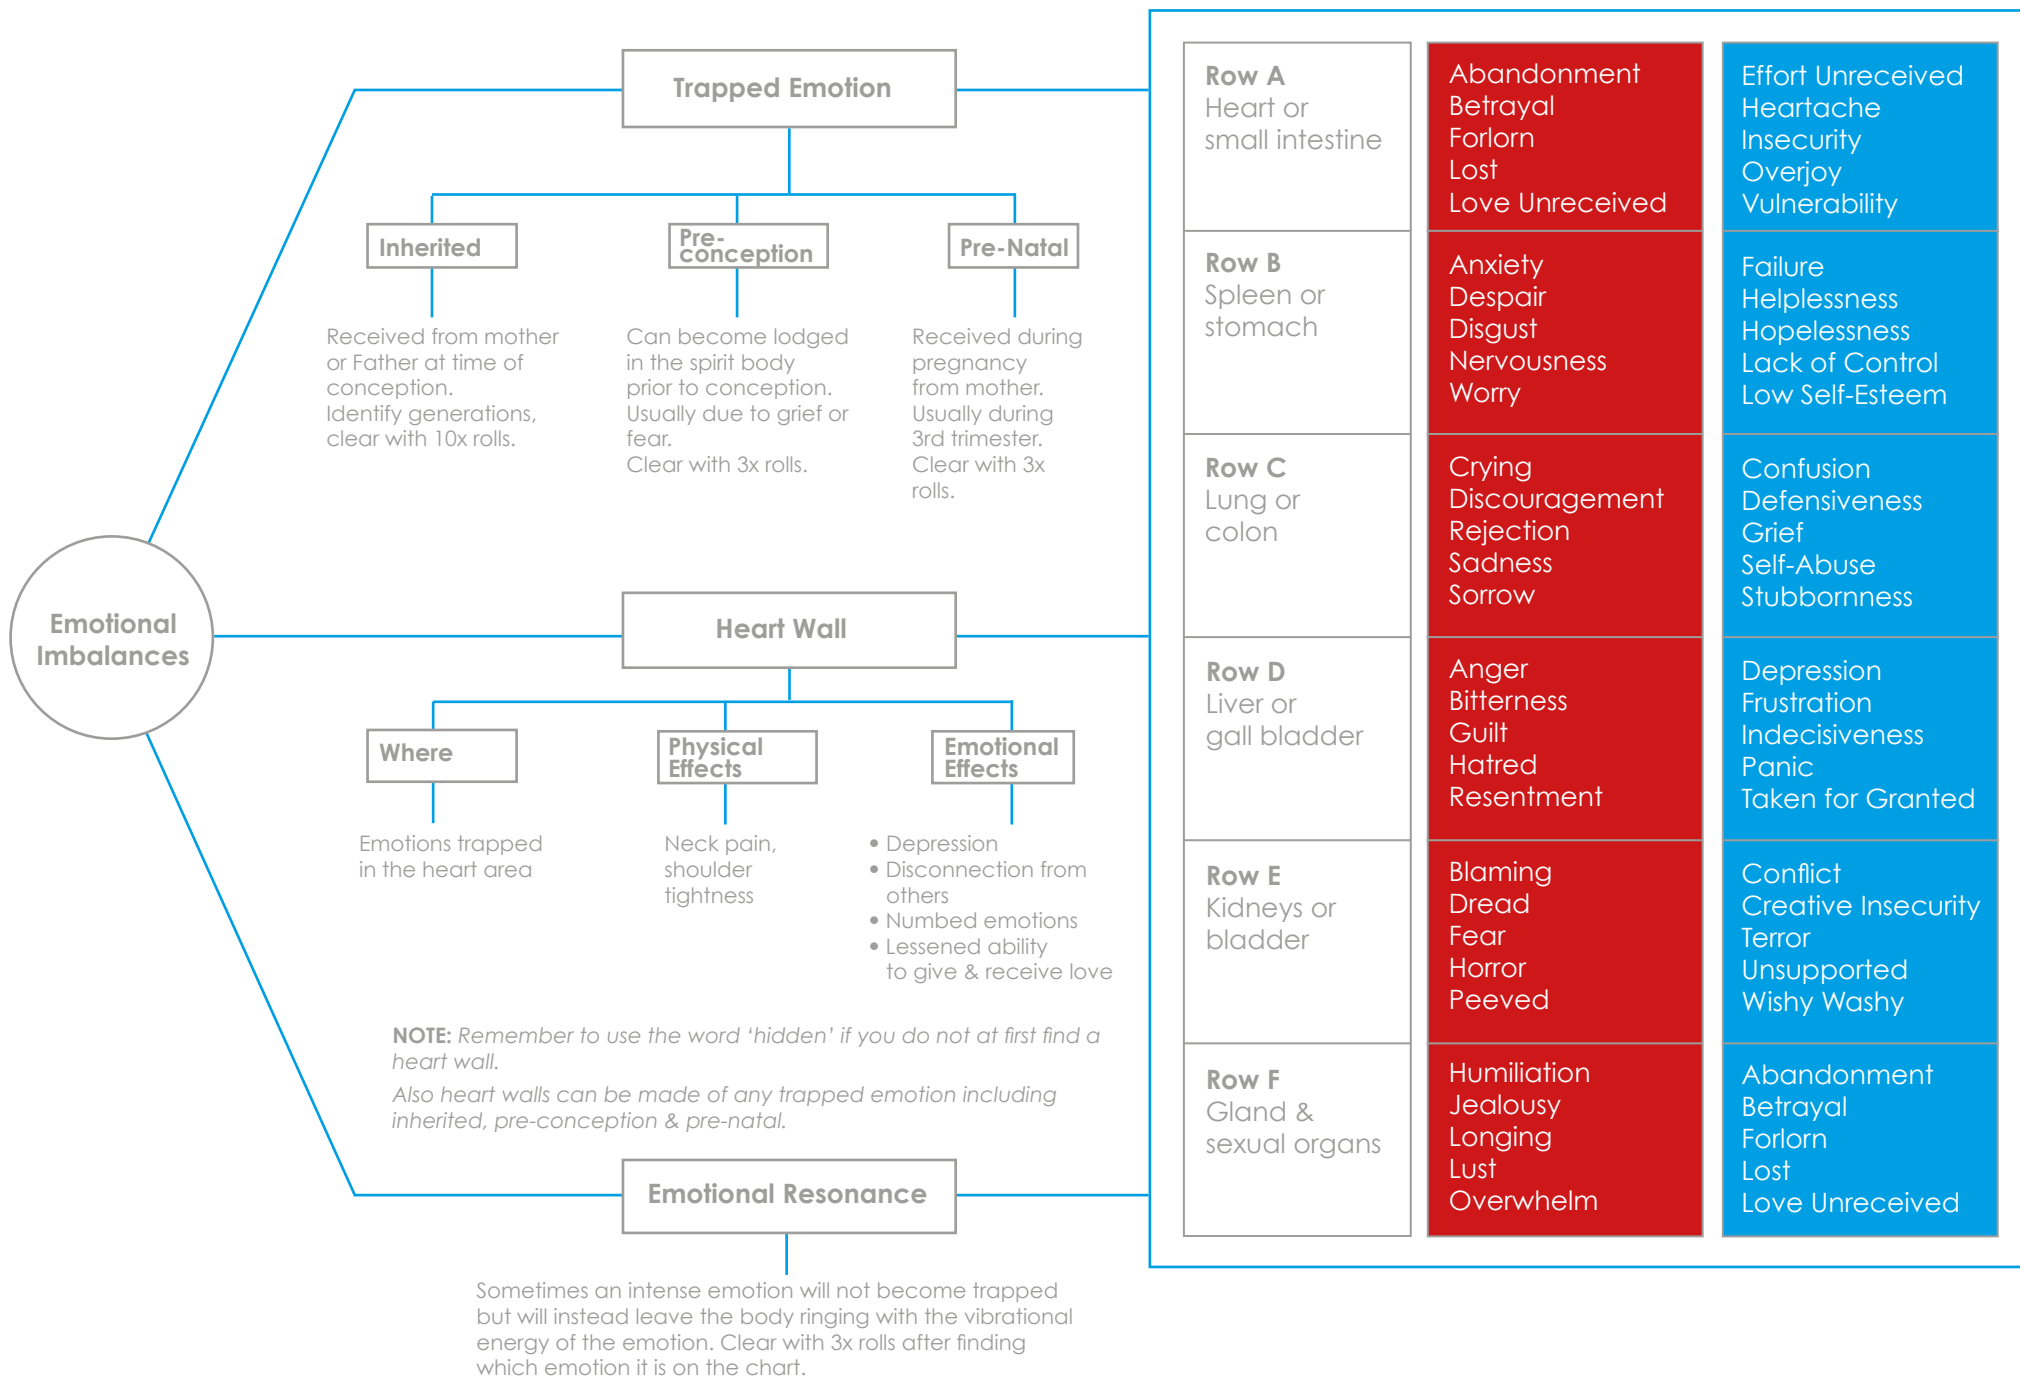 Emotional
Imbalances
Trapped Emotion
Inherited
Received from mother
or Father at time of
conception.
Identify generations,
clear with 10x rolls.
Pre-
conception
Can become lodged
in the spirit body
prior to conception.
Usually due to grief or
fear.
Clear with 3x rolls.
Pre-Natal
Received during
pregnancy
from mother.
Usually during
3rd trimester.
Clear with 3x
rolls.
Heart Wall
Where
Emotions trapped
in the heart area
Physical
Effects
Neck pain,
shoulder
tightness
Emotional
Effects
• Depression
• Disconnection from
others
• Numbed emotions
• Lessened ability
to give & receive love
NOTE: Remember to use the word ‘hidden’ if you do not at first find a
heart wall.
Also heart walls can be made of any trapped emotion including
inherited, pre-conception & pre-natal.
Emotional Resonance
Sometimes an intense emotion will not become trapped
but will instead leave the body ringing with the vibrational
energy of the emotion. Clear with 3x rolls after finding
which emotion it is on the chart.
Row A
Heart or
small intestine
Abandonment
Betrayal
Forlorn
Lost
Love Unreceived
Effort Unreceived
Heartache
Insecurity
Overjoy
Vulnerability
Row B
Spleen or
stomach
Anxiety
Despair
Disgust
Nervousness
Worry
Failure
Helplessness
Hopelessness
Lack of Control
Low Self-Esteem
Row C
Lung or
colon
Crying
Discouragement
Rejection
Sadness
Sorrow
Confusion
Defensiveness
Grief
Self-Abuse
Stubbornness
Row D
Liver or
gall bladder
Anger
Bitterness
Guilt
Hatred
Resentment
Depression
Frustration
Indecisiveness
Panic
Taken for Granted
Row E
Kidneys or
bladder
Blaming
Dread
Fear
Horror
Peeved
Conflict
Creative Insecurity
Terror
Unsupported
Wishy Washy
Row F
Gland &
sexual organs
Humiliation
Jealousy
Longing
Lust
Overwhelm
Abandonment
Betrayal
Forlorn
Lost
Love Unreceived